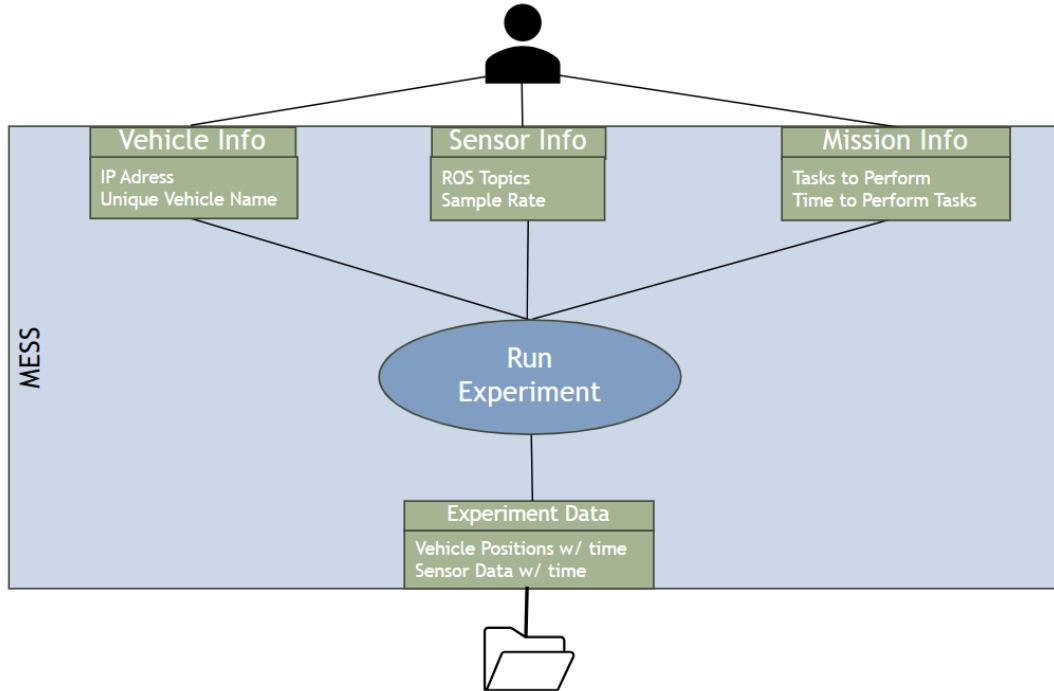 Vehicle Info
IP Adress
Unique Vehicle Name
Sensor Info
ROS Topics
Sample Rate
Mission Info
Tasks to Perform
Time to Perform Tasks
MESS
Run
Experiment
Experiment Data
Vehicle Positions w/ time
Sensor Data w/ time